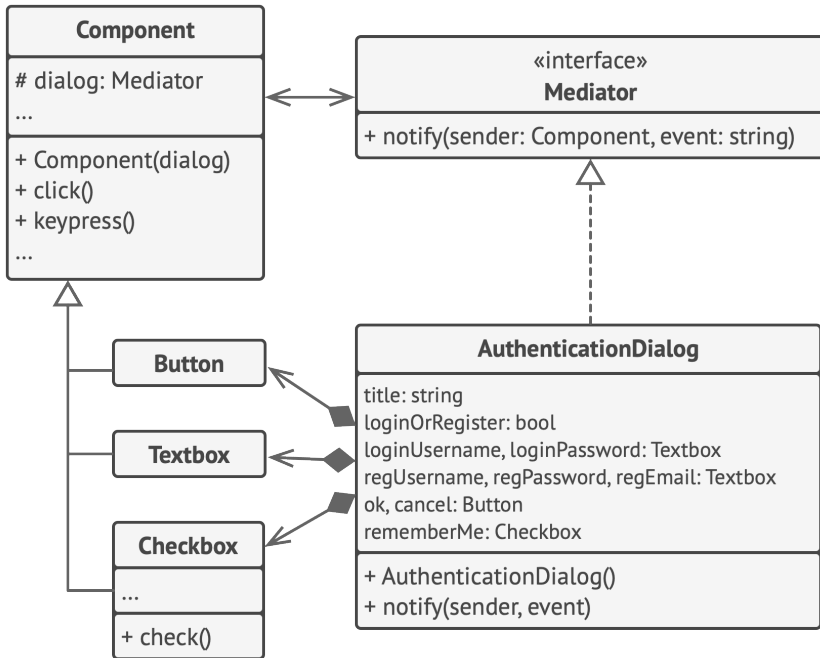 Component
# dialog: Mediator
...
+ Component(dialog)
+ click()
+ keypress()
...
«interface»
Mediator
+ notify(sender: Component, event: string)
Button
Textbox
Checkbox
...
+ check()
AuthenticationDialog
title: string
loginOrRegister: bool
loginUsername, loginPassword: Textbox
regUsername, regPassword, regEmail: Textbox
ok, cancel: Button
rememberMe: Checkbox
+ AuthenticationDialog()
+ notify(sender, event)